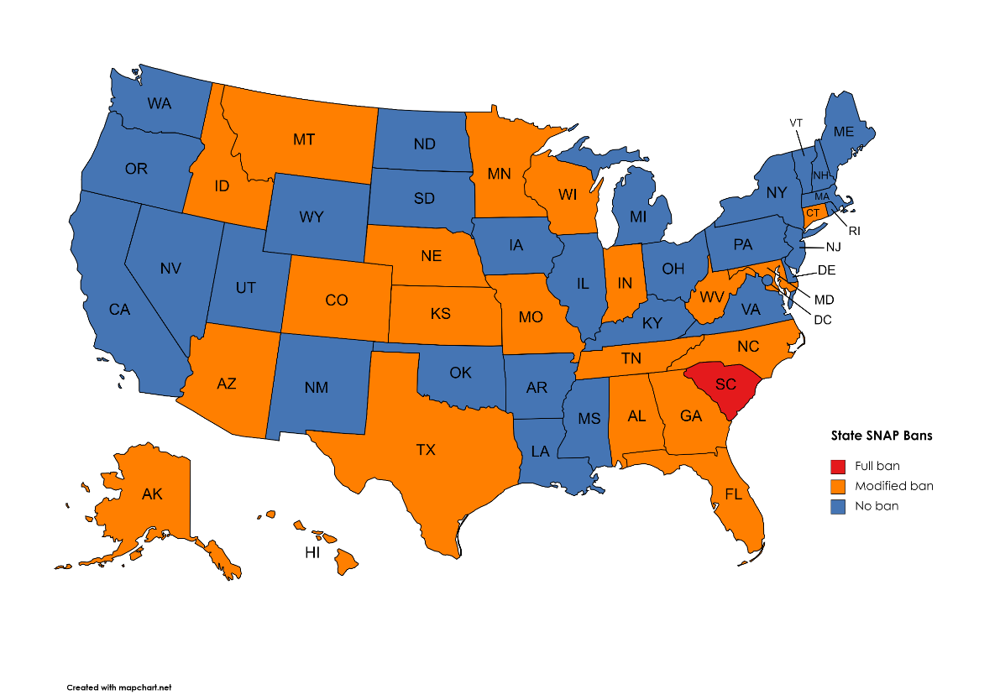 WA
VT
ME
MT
ND
OR
MN
ID
NH
NY
WI
MA
SD
CT
WY
MI
RI
PA
IA
NJ
NE
NV
OH
DE
IL
IN
UT
WV
CO
MD
CA
VA
KS
MO
DC
KY
NC
TN
OK
AZ
NM
AR
SC
MS
AL
GA
State SNAP Bans
TX
LA
Full ban
Modified ban
AK
FL
No ban
HI
Created with mapchart.net